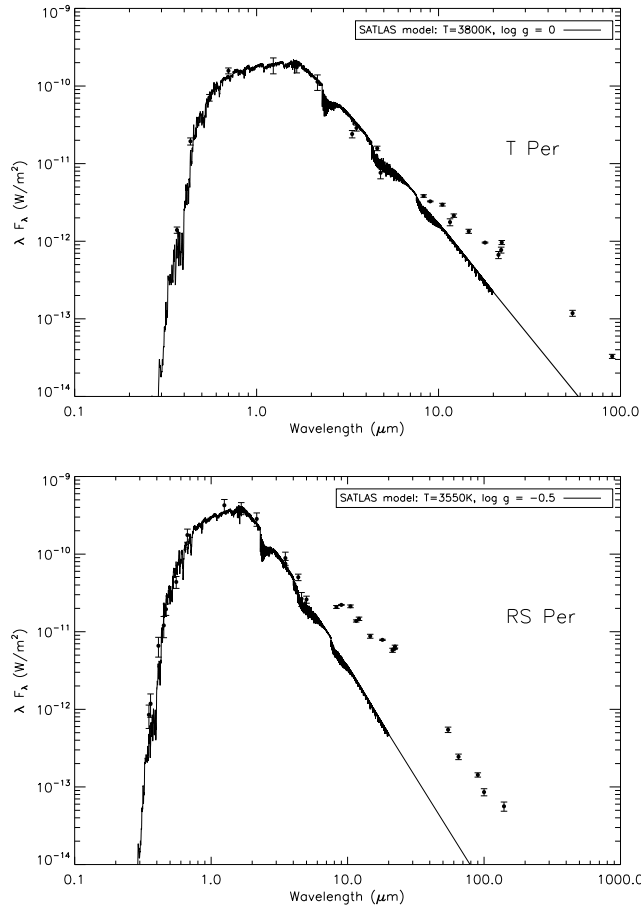 10⁻⁹
SATLAS model: T=3800K, log g = 0
10⁻¹⁰
10⁻¹¹
10⁻¹²
10⁻¹³
10⁻¹⁴
λ Fλ (W/m²)
T Per
0.1 1.0 10.0 100.0
Wavelength (μm)
10⁻⁹
SATLAS model: T=3550K, log g = −0.5
10⁻¹⁰
10⁻¹¹
10⁻¹²
10⁻¹³
10⁻¹⁴
λ Fλ (W/m²)
RS Per
0.1 1.0 10.0 100.0 1000.0
Wavelength (μm)